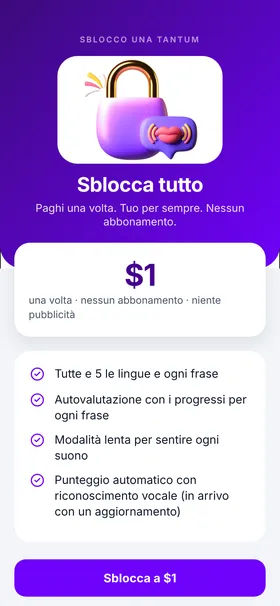 SBLOCCO UNA TANTUM
Sblocca tutto
Paghi una volta. Tuo per sempre. Nessun
abbonamento.
$1
una volta · nessun abbonamento · niente
pubblicità
Tutte e 5 le lingue e ogni frase
Autovalutazione con i progressi per
ogni frase
Modalità lenta per sentire ogni
suono
Punteggio automatico con
riconoscimento vocale (in arrivo
con un aggiornamento)
Sblocca a $1